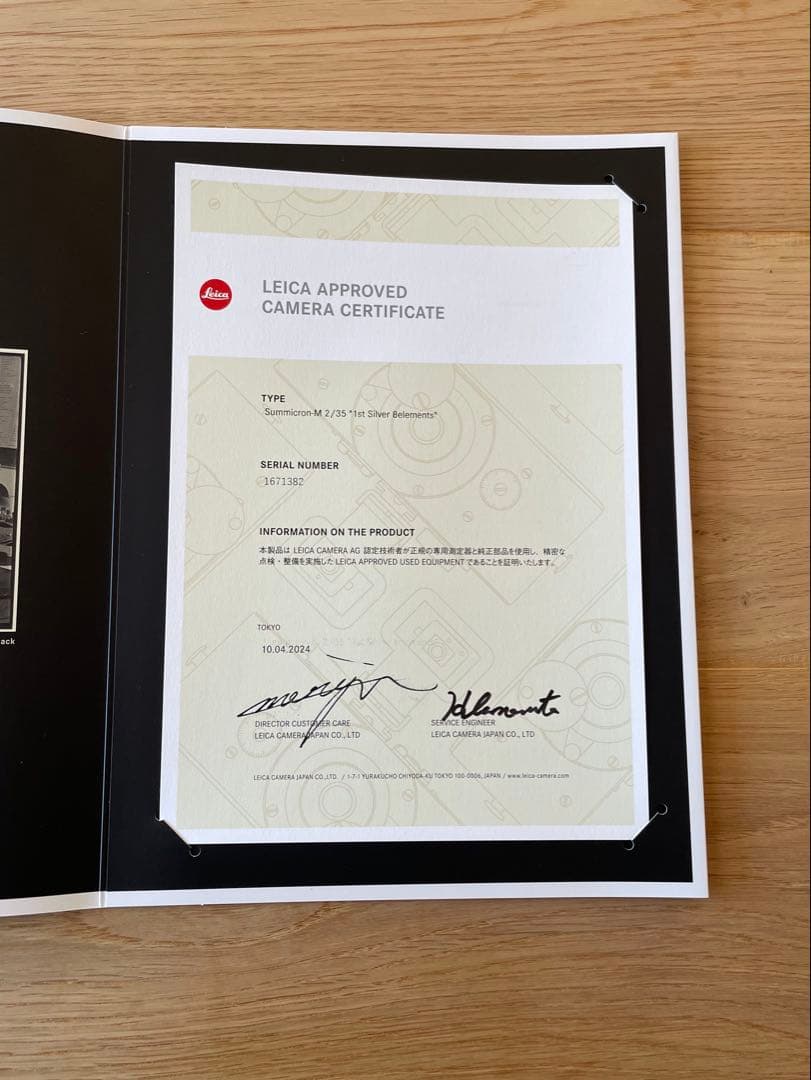 Leica
LEICA APPROVED
CAMERA CERTIFICATE
TYPE
Summicron-M 2/35 "1st Silver 8elements"
SERIAL NUMBER
1671382
INFORMATION ON THE PRODUCT
本製品は LEICA CAMERA AG 認定技術者が正規の専用測定器と純正部品を使用し、精密な
点検・整備を実施した LEICA APPROVED USED EQUIPMENT であることを証明いたします。
TOKYO
10.04.2024
DIRECTOR CUSTOMER CARE
LEICA CAMERA JAPAN CO., LTD
SERVICE ENGINEER
LEICA CAMERA JAPAN CO., LTD
LEICA CAMERA JAPAN CO.,LTD. / 1-7-1 YURAKUCHO CHIYODA-KU TOKYO 100-0006, JAPAN / www.leica-camera.com
ack